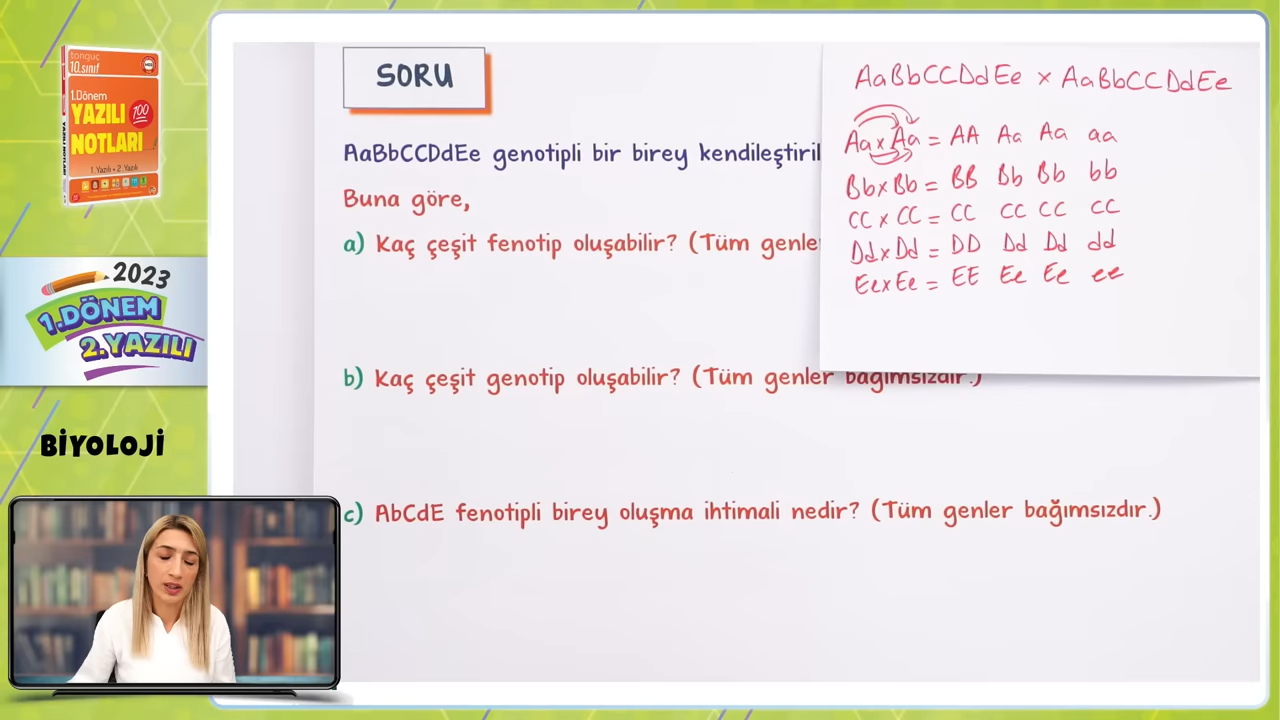 tonguç
10.sınıf
1.Dönem
YAZILI
100
NOTLARI
1. Yazılı + 2. Yazılı
YAZILI NOTLARI
2023
1.DÖNEM
2.YAZILI
BİYOLOJİ
SORU
AaBbCCDdEe genotipli bir birey kendileştiril
Buna göre,
a) Kaç çeşit fenotip oluşabilir? (Tüm genle
b) Kaç çeşit genotip oluşabilir? (Tüm genler bağımsızdır.)
c) AbCdE fenotipli birey oluşma ihtimali nedir? (Tüm genler bağımsızdır.)
AaBbCCDdEe x AaBbCCDdEe
Aa x Aa = AA Aa Aa aa
Bb x Bb = BB Bb Bb bb
CC x CC = CC CC CC CC
Dd x Dd = DD Dd Dd dd
Ee x Ee = EE Ee Ee ee